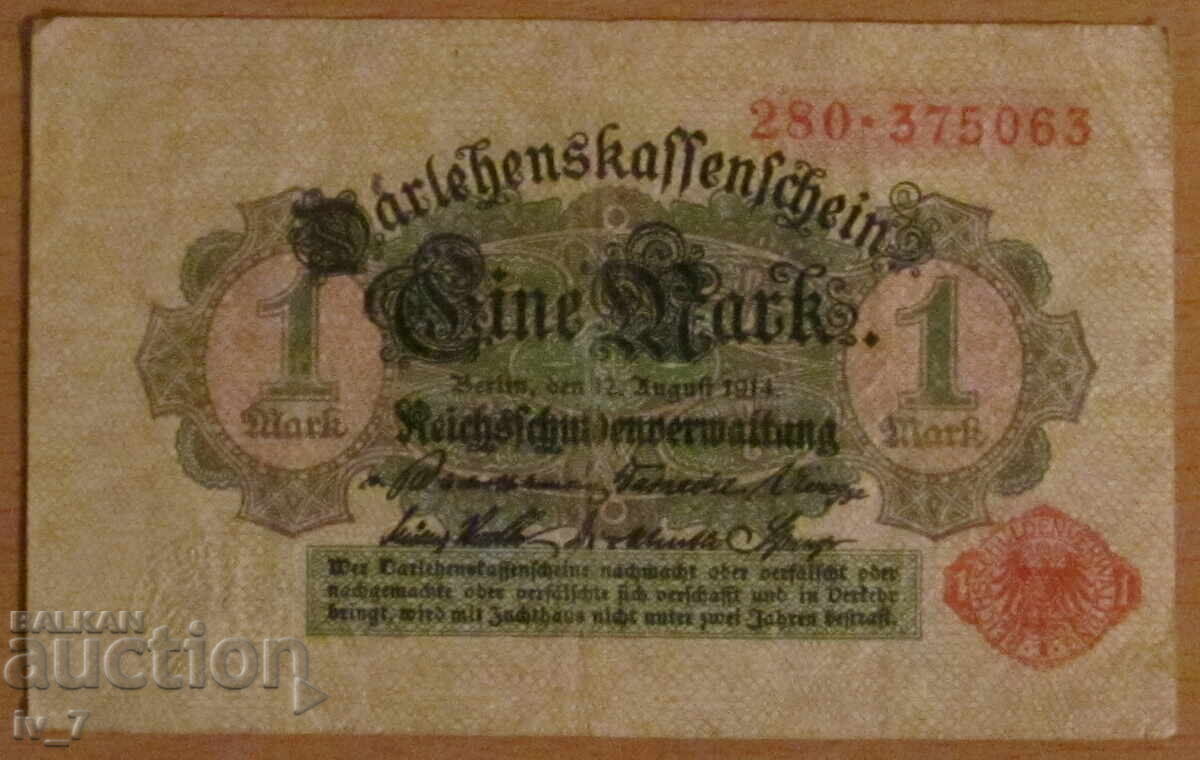 280·375063
Darlehenskassenschein
Eine Mark.
1
Mark
1
Mark
Berlin, den 12. August 1914.
Reichsschuldenverwaltung
Wer Darlehenskassenscheine nachmacht oder verfälscht oder
nachgemachte oder verfälschte sich verschafft und in Verkehr
bringt, wird mit Zuchthaus nicht unter zwei Jahren bestraft.
1
1
BALKAN
auction
iv_7